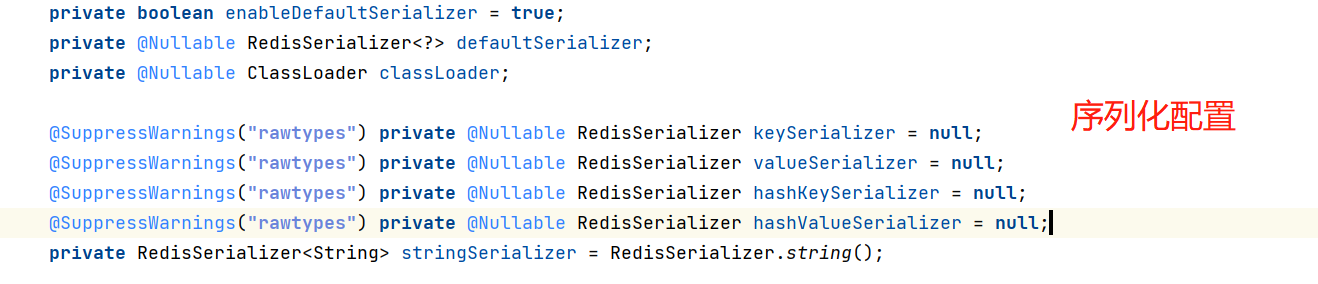 private boolean enableDefaultSerializer = true;
private @Nullable RedisSerializer<?> defaultSerializer;
private @Nullable ClassLoader classLoader;
序列化配置
@SuppressWarnings("rawtypes") private @Nullable RedisSerializer keySerializer = null;
@SuppressWarnings("rawtypes") private @Nullable RedisSerializer valueSerializer = null;
@SuppressWarnings("rawtypes") private @Nullable RedisSerializer hashKeySerializer = null;
@SuppressWarnings("rawtypes") private @Nullable RedisSerializer hashValueSerializer = null;
private RedisSerializer<String> stringSerializer = RedisSerializer.string();